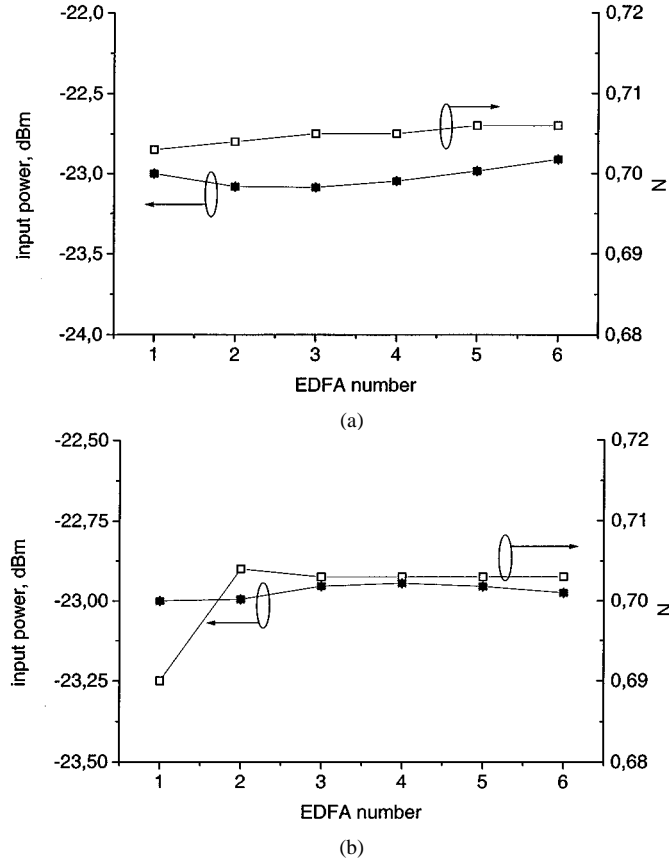 -22,0
-22,5
-23,0
-23,5
-24,0
input power, dBm
0,72
0,71
0,70
0,69
0,68
N
1 2 3 4 5 6
EDFA number
(a)
-22,50
-22,75
-23,00
-23,25
-23,50
input power, dBm
0,72
0,71
0,70
0,69
0,68
N
1 2 3 4 5 6
EDFA number
(b)